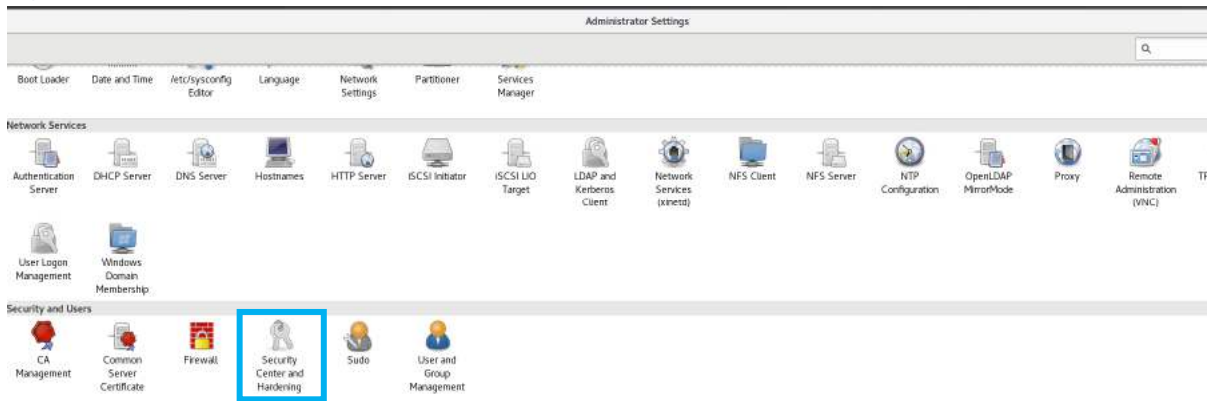 Administrator Settings
Boot Loader
Date and Time
/etc/sysconfig
Editor
Language
Network
Settings
Partitioner
Services
Manager
Network Services
Authentication
Server
DHCP Server
DNS Server
Hostnames
HTTP Server
iSCSI Initiator
iSCSI LIO
Target
LDAP and
Kerberos
Client
Network
Services
(xinetd)
NFS Client
NFS Server
NTP
Configuration
OpenLDAP
MirrorMode
Proxy
Remote
Administration
(VNC)
User Logon
Management
Windows
Domain
Membership
Security and Users
CA
Management
Common
Server
Certificate
Firewall
Security
Center and
Hardening
Sudo
User and
Group
Management